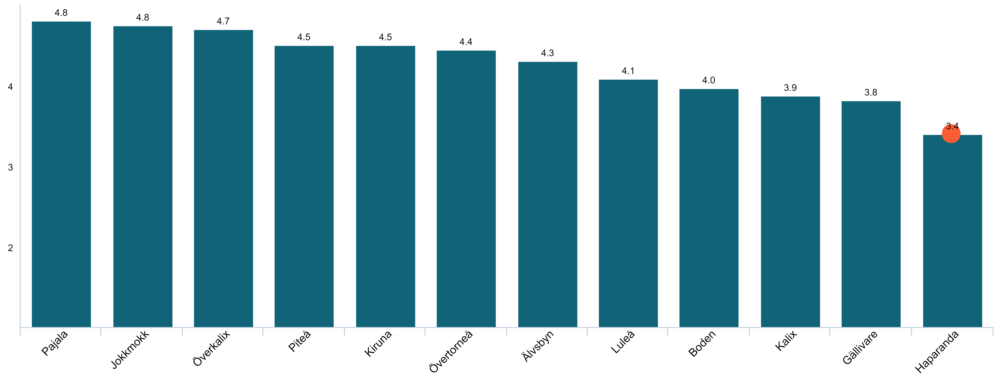 4.8
4.8
4.7
4.5
4.5
4.4
4.3
4.1
4.0
3.9
3.8
3.4
4
3
2
Pajala
Jokkmokk
Överkalix
Piteå
Kiruna
Övertorneå
Älvsbyn
Luleå
Boden
Kalix
Gällivare
Haparanda